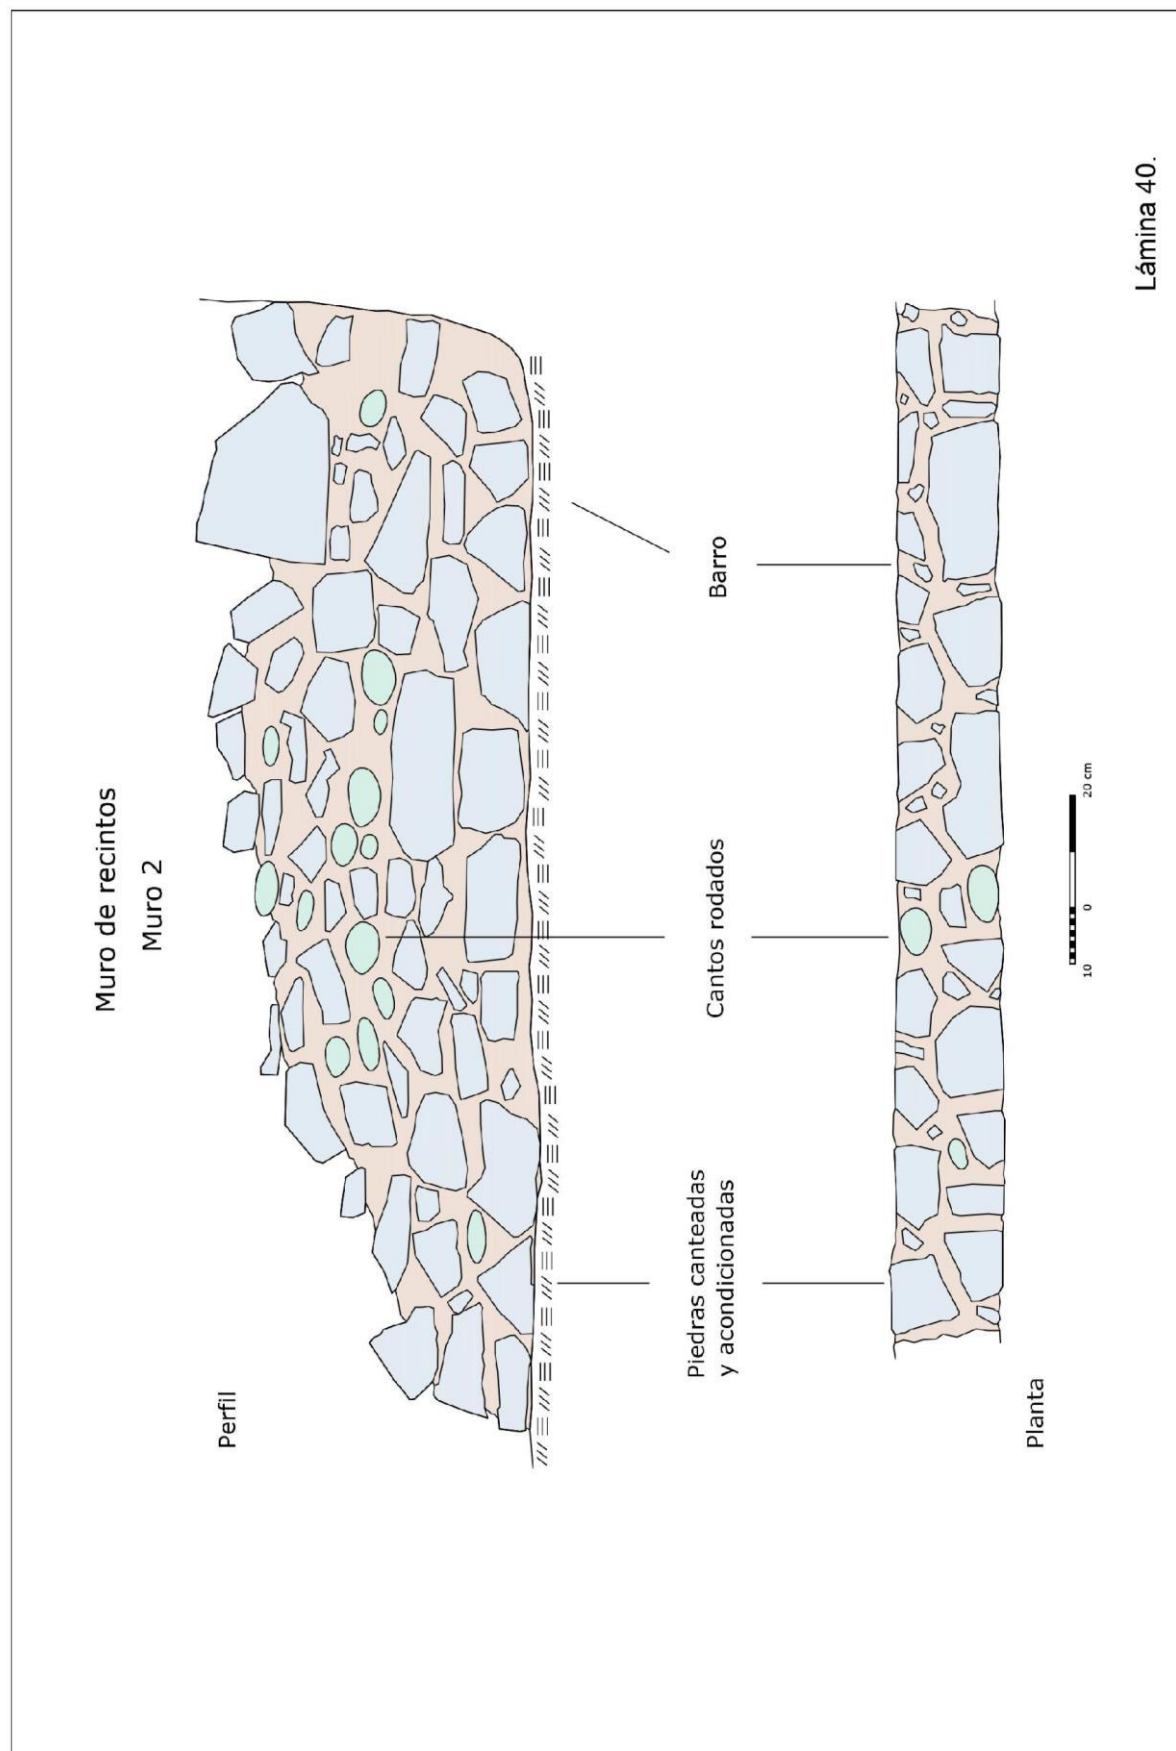 Muro de recintos
Muro 2
Perfil
Piedras canteadas
y acondicionadas
Cantos rodados
Barro
Planta
10 0 20 cm
Lámina 40.